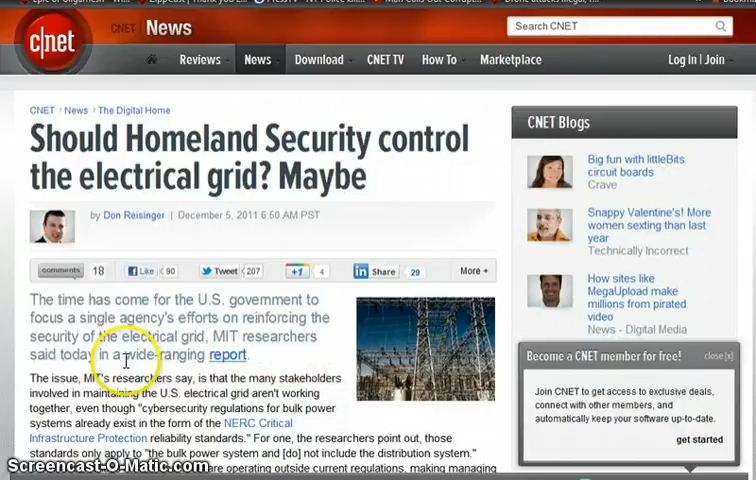 c|net
CNET News
Search CNET
Reviews News Download CNET TV How To Marketplace Log In | Join
CNET › News › The Digital Home
Should Homeland Security control
the electrical grid? Maybe
by Don Reisinger | December 5, 2011 6:50 AM PST
comments 18 Like 90 Tweet 207 +1 4 in Share 29 More +
The time has come for the U.S. government to
focus a single agency's efforts on reinforcing the
security of the electrical grid, MIT researchers
said today in a wide-ranging report.
The issue, MIT's researchers say, is that the many stakeholders
involved in maintaining the U.S. electrical grid aren't working
together, even though "cybersecurity regulations for bulk power
systems already exist in the form of the NERC Critical
Infrastructure Protection reliability standards." For one, the researchers point out, those
standards only apply to "the bulk power system and [do] not include the distribution system."
are operating outside current regulations, making managing
CNET Blogs
Big fun with littleBits
circuit boards
Crave
Snappy Valentine's! More
women sexting than last
year
Technically Incorrect
How sites like
MegaUpload make
millions from pirated
video
News - Digital Media
Become a CNET member for free! close [x]
Join CNET to get access to exclusive deals,
connect with other members, and
automatically keep your software up-to-date.
get started
Screencast-O-Matic.com